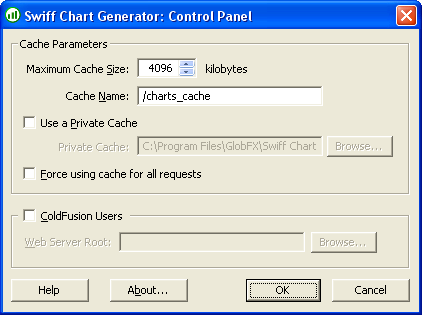 Swiff Chart Generator: Control Panel
Cache Parameters
Maximum Cache Size: 4096 kilobytes
Cache Name: /charts_cache
Use a Private Cache
Private Cache: C:\Program Files\GlobFX\Swiff Chart Browse...
Force using cache for all requests
ColdFusion Users
Web Server Root: Browse...
Help About... OK Cancel